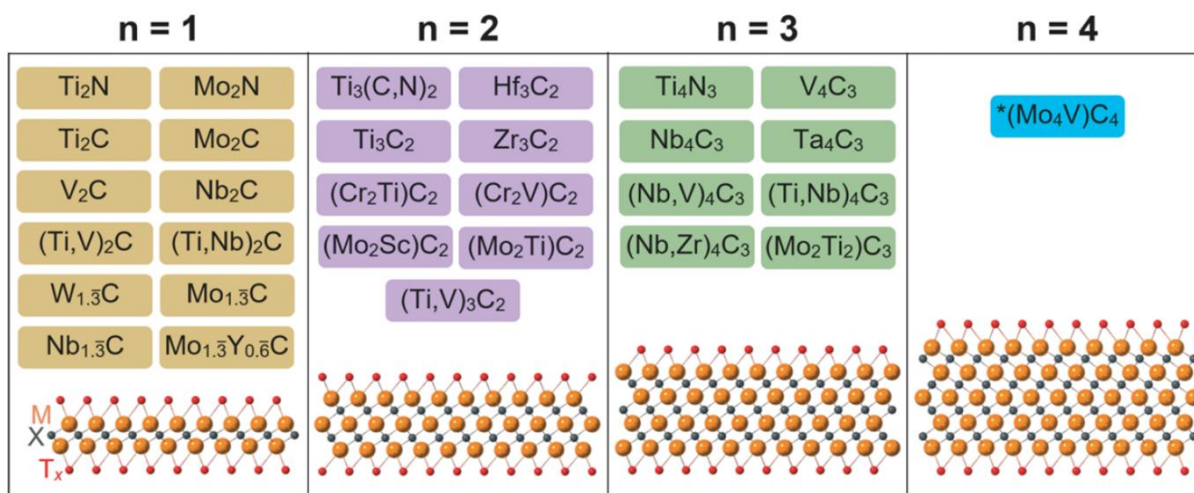 n = 1 n = 2 n = 3 n = 4
Ti₂N Mo₂N Ti₃(C,N)₂ Hf₃C₂ Ti₄N₃ V₄C₃ *(Mo₄V)C₄
Ti₂C Mo₂C Ti₃C₂ Zr₃C₂ Nb₄C₃ Ta₄C₃
V₂C Nb₂C (Cr₂Ti)C₂ (Cr₂V)C₂ (Nb,V)₄C₃ (Ti,Nb)₄C₃
(Ti,V)₂C (Ti,Nb)₂C (Mo₂Sc)C₂ (Mo₂Ti)C₂ (Nb,Zr)₄C₃ (Mo₂Ti₂)C₃
W₁.₃̅C Mo₁.₃̅C (Ti,V)₃C₂
Nb₁.₃̅C Mo₁.₃̅Y₀.₆̅C
M
X
Tₓ